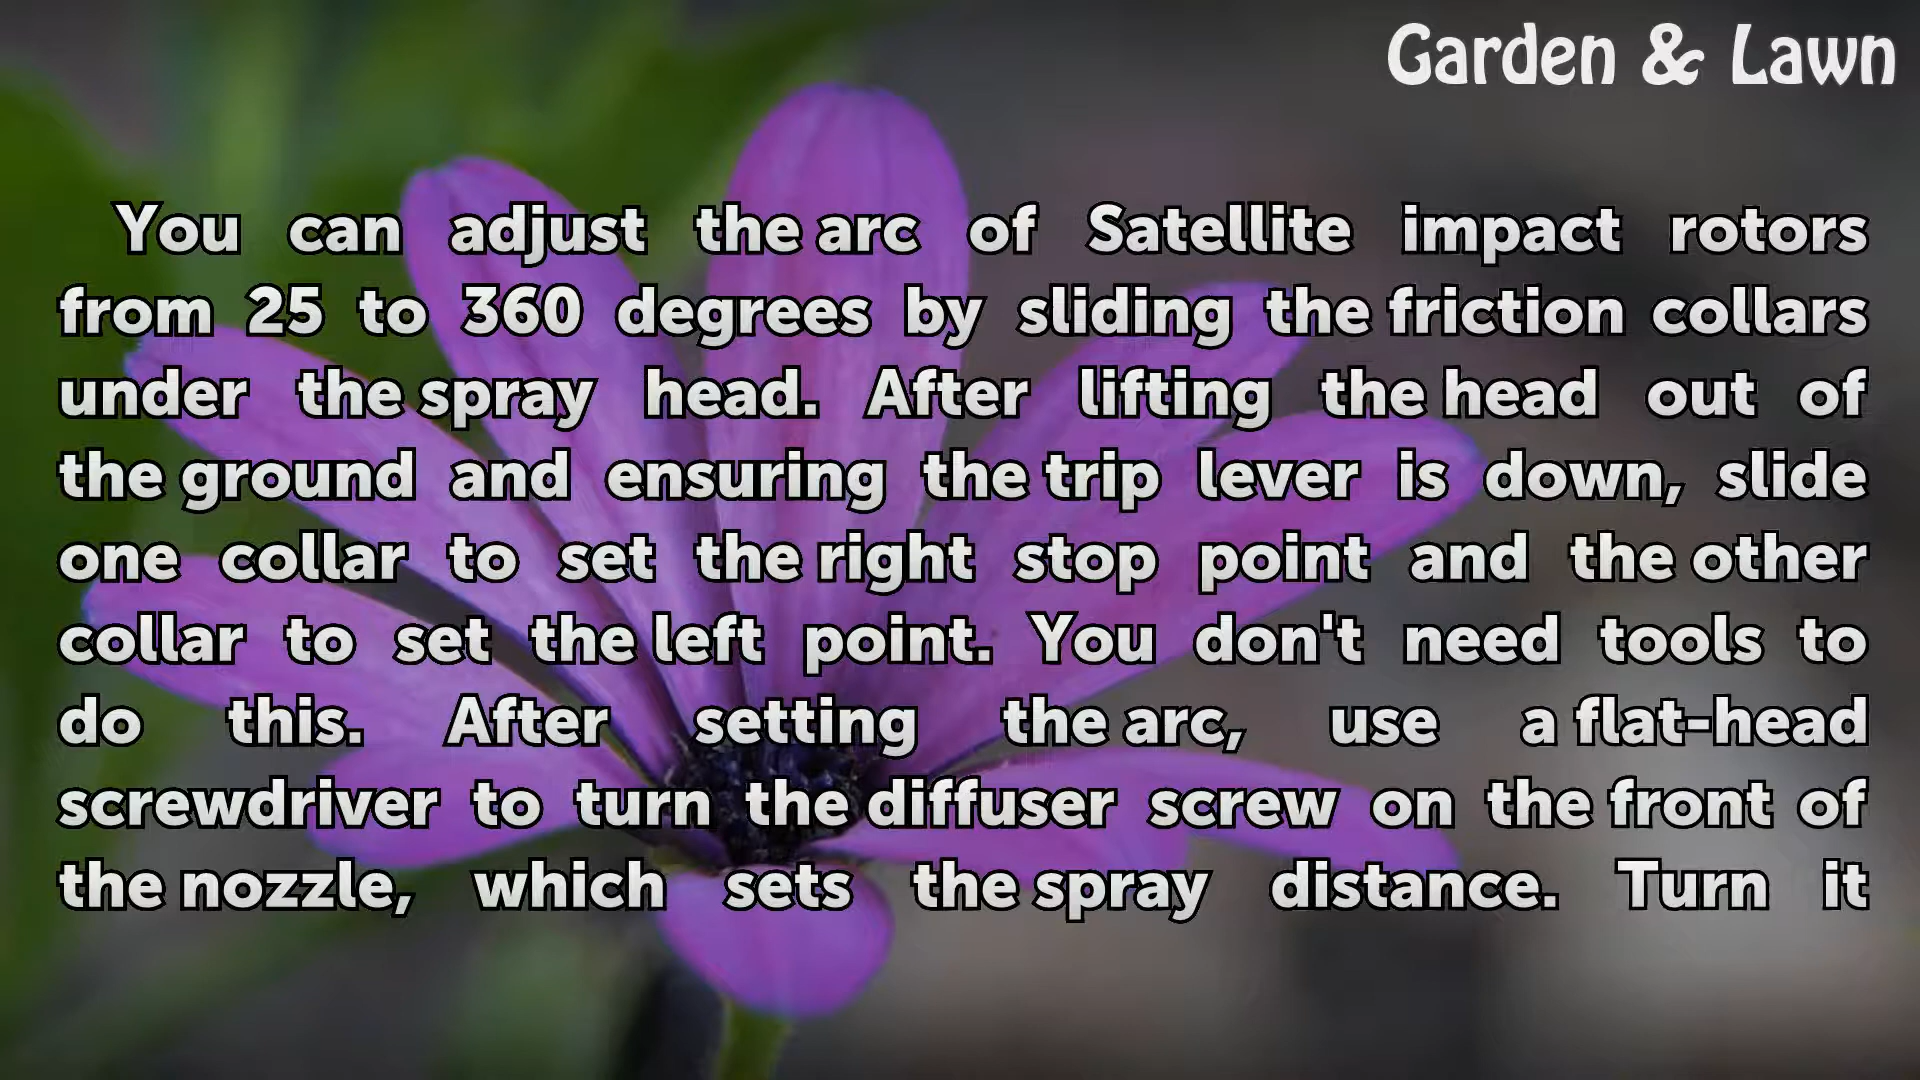 Garden & Lawn
You can adjust the arc of Satellite impact rotors
from 25 to 360 degrees by sliding the friction collars
under the spray head. After lifting the head out of
the ground and ensuring the trip lever is down, slide
one collar to set the right stop point and the other
collar to set the left point. You don't need tools to
do this. After setting the arc, use a flat-head
screwdriver to turn the diffuser screw on the front of
the nozzle, which sets the spray distance. Turn it